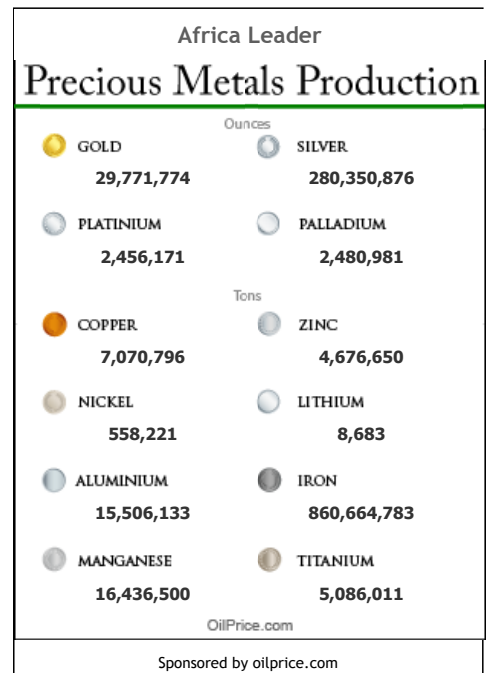 Africa Leader
Precious Metals Production
Ounces
GOLD SILVER
29,771,774 280,350,876
PLATINIUM PALLADIUM
2,456,171 2,480,981
Tons
COPPER ZINC
7,070,796 4,676,650
NICKEL LITHIUM
558,221 8,683
ALUMINIUM IRON
15,506,133 860,664,783
MANGANESE TITANIUM
16,436,500 5,086,011
OilPrice.com
Sponsored by oilprice.com